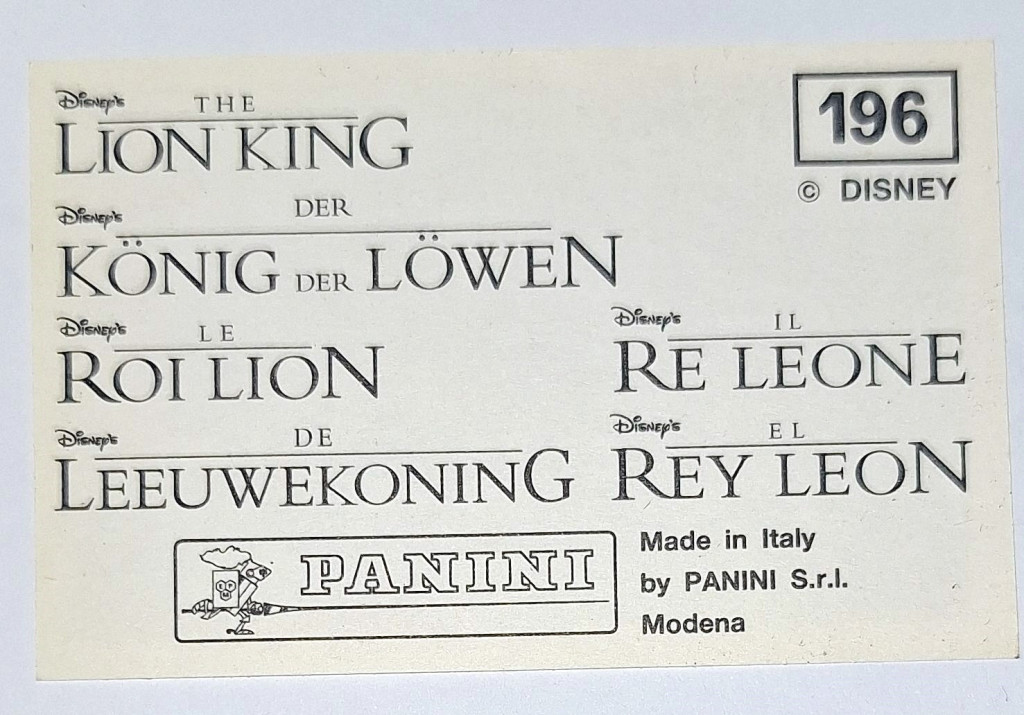 Disney's THE
LION KING
196
© DISNEY
Disney's DER
KÖNIG DER LÖWEN
Disney's LE
ROI LION
Disney's IL
RE LEONE
Disney's DE
LEEUWEKONING
Disney's EL
REY LEON
PANINI
Made in Italy
by PANINI S.r.l.
Modena